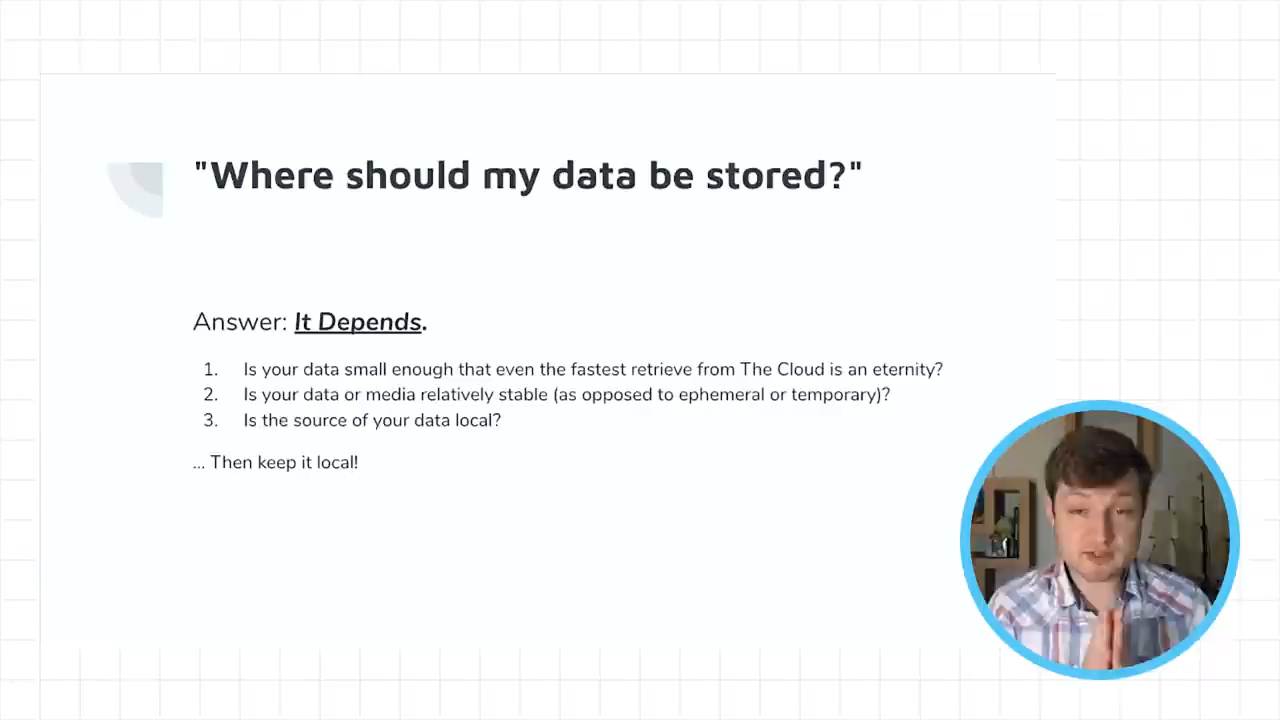 "Where should my data be stored?"
Answer: It Depends.
1. Is your data small enough that even the fastest retrieve from The Cloud is an eternity?
2. Is your data or media relatively stable (as opposed to ephemeral or temporary)?
3. Is the source of your data local?
... Then keep it local!